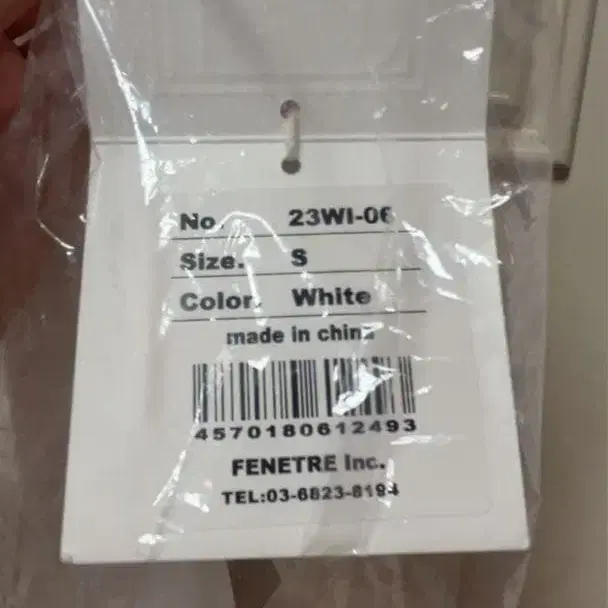 No. 23WI-06
Size. S
Color. White
made in china
4570180612493
FENETRE Inc.
TEL:03-6823-8194